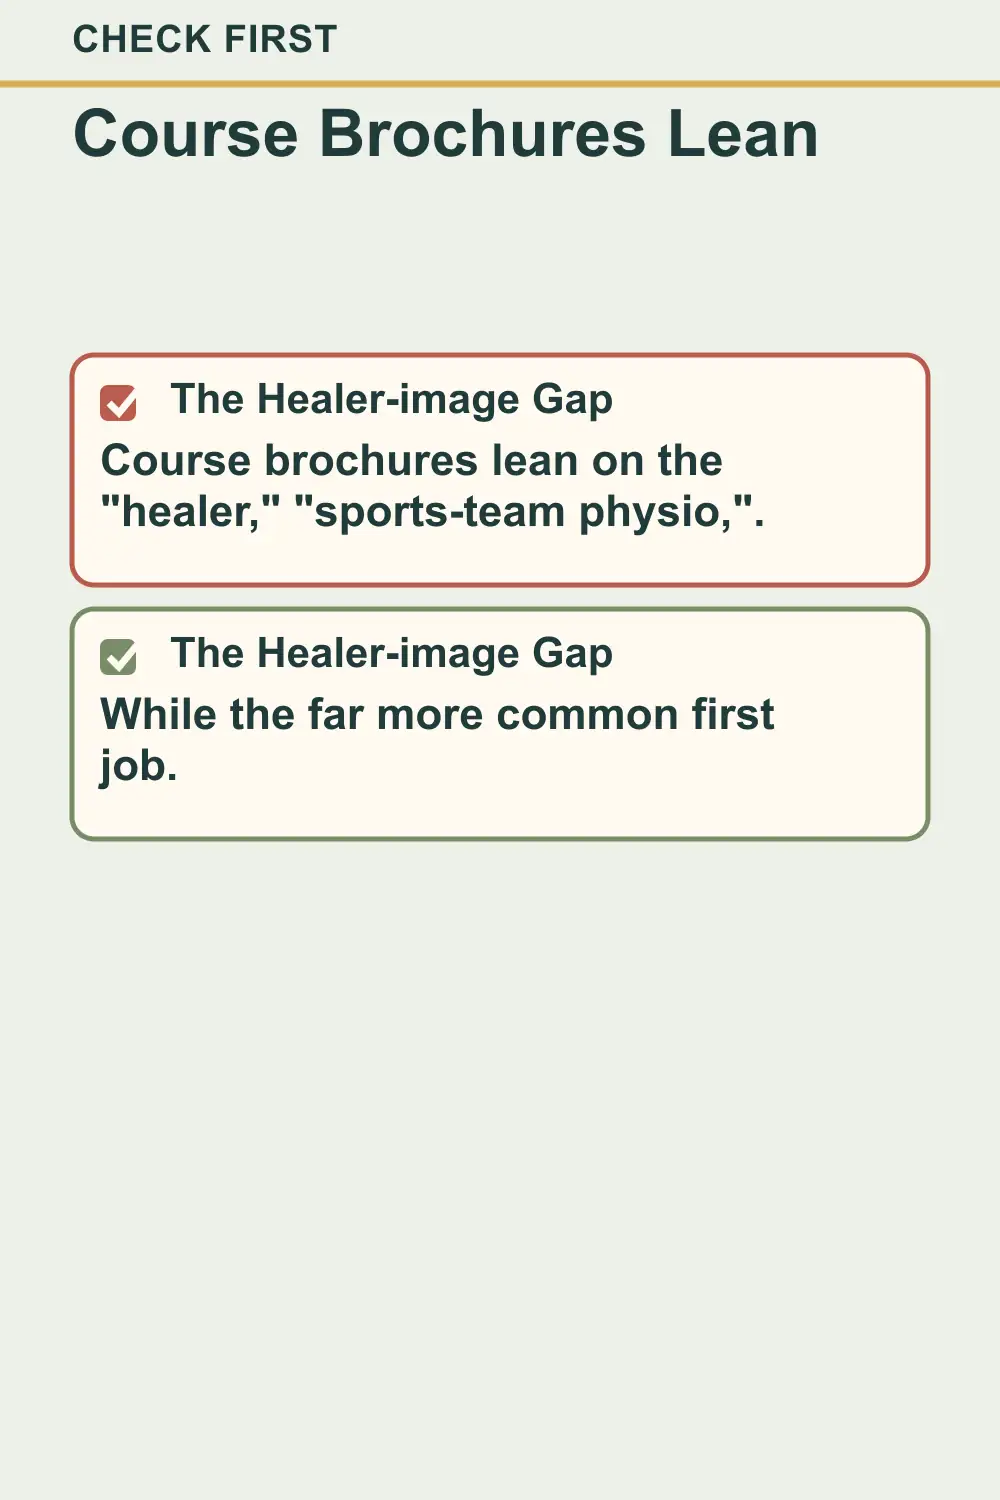 CHECK FIRST
Course Brochures Lean
The Healer-image Gap
Course brochures lean on the
"healer," "sports-team physio,".
The Healer-image Gap
While the far more common first
job.